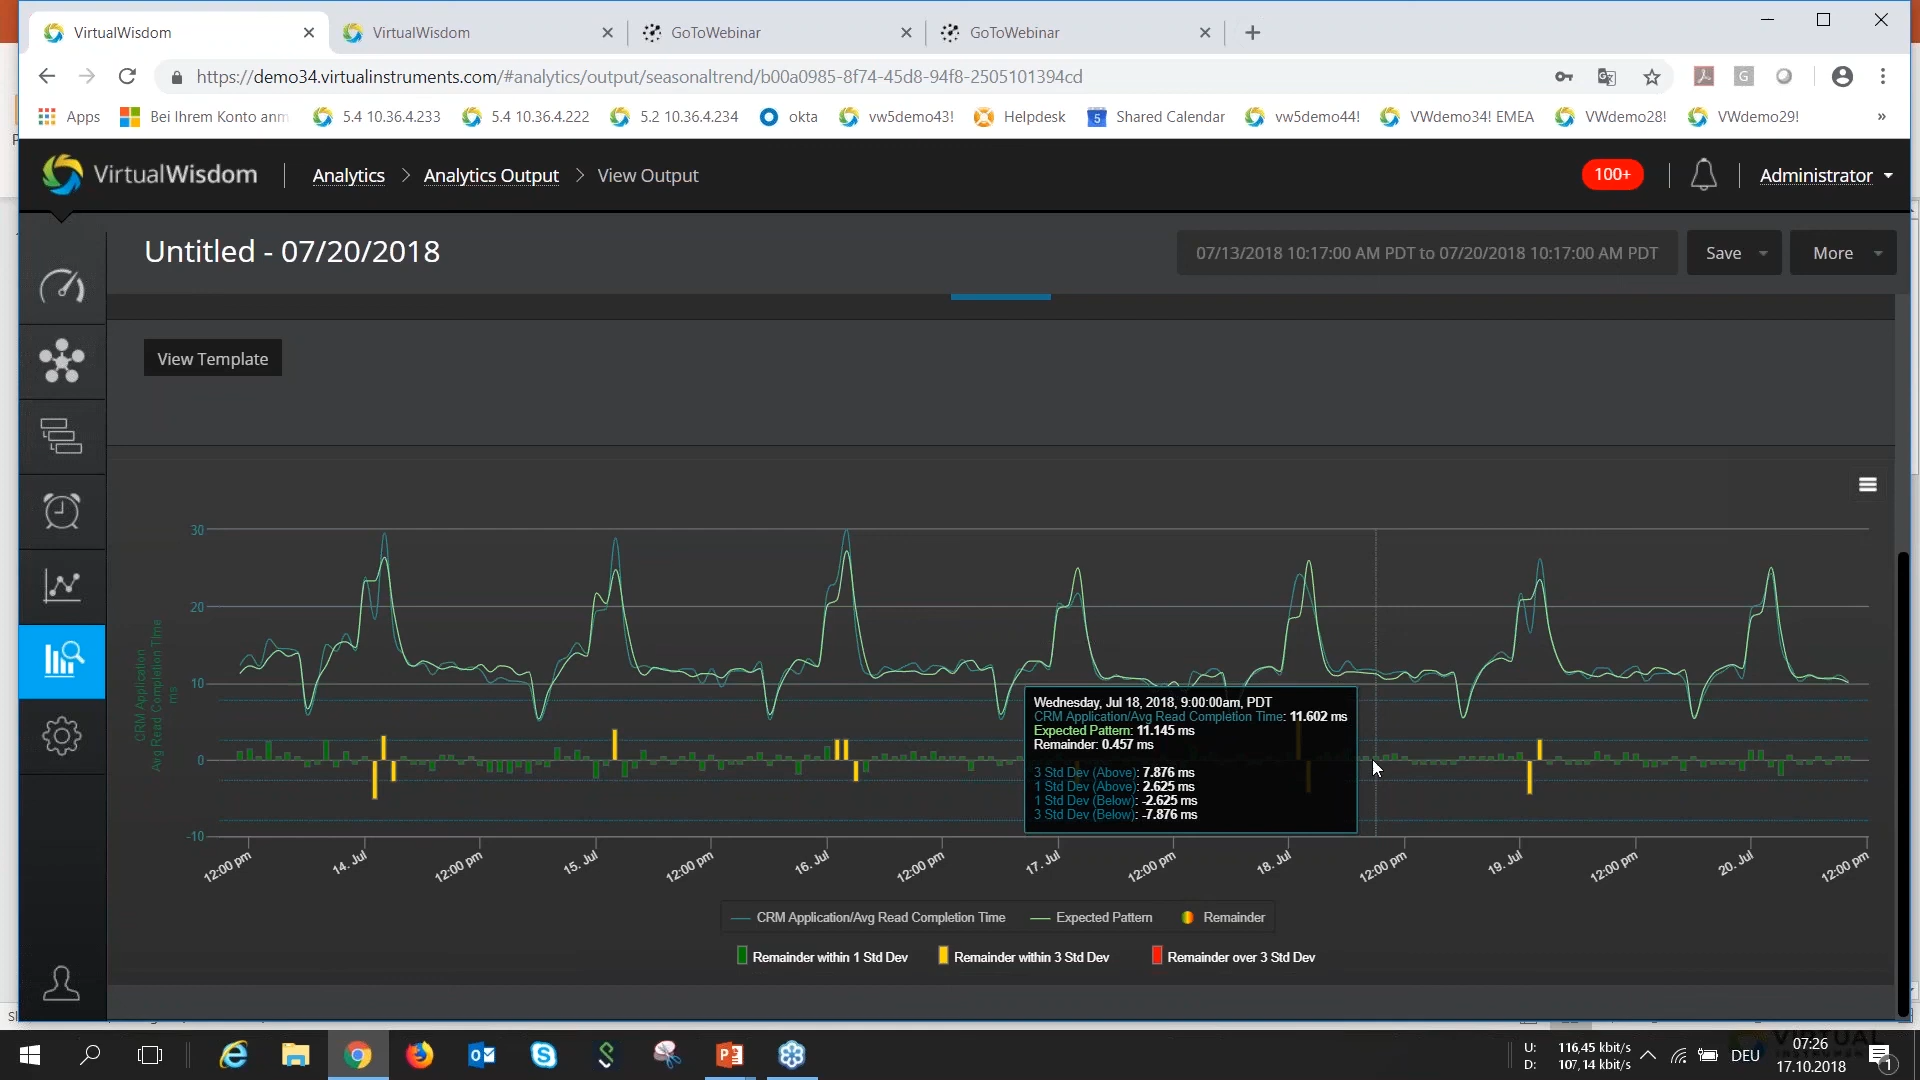 VirtualWisdom
VirtualWisdom
GoToWebinar
GoToWebinar
https://demo34.virtualinstruments.com/#analytics/output/seasonaltrend/b00a0985-8f74-45d8-94f8-2505101394cd
Apps
Bei Ihrem Konto anm
5.4 10.36.4.233
5.4 10.36.4.222
5.2 10.36.4.234
okta
vw5demo43!
Helpdesk
5
Shared Calendar
vw5demo44!
VWdemo34! EMEA
VWdemo28!
VWdemo29!
»
VirtualWisdom
Analytics > Analytics Output > View Output
100+
Administrator
Untitled - 07/20/2018
07/13/2018 10:17:00 AM PDT to 07/20/2018 10:17:00 AM PDT
Save
More
View Template
CRM Application
Avg Read Completion Time
ms
30
20
10
0
-10
Wednesday, Jul 18, 2018, 9:00:00am, PDT
CRM Application/Avg Read Completion Time: 11.602 ms
Expected Pattern: 11.145 ms
Remainder: 0.457 ms
3 Std Dev (Above): 7.876 ms
1 Std Dev (Above): 2.625 ms
1 Std Dev (Below): -2.625 ms
3 Std Dev (Below): -7.876 ms
12:00 pm
14. Jul
12:00 pm
15. Jul
12:00 pm
16. Jul
12:00 pm
17. Jul
12:00 pm
18. Jul
12:00 pm
19. Jul
12:00 pm
20. Jul
12:00 pm
CRM Application/Avg Read Completion Time
Expected Pattern
Remainder
Remainder within 1 Std Dev
Remainder within 3 Std Dev
Remainder over 3 Std Dev
U: 116,45 kbit/s
D: 107,14 kbit/s
DEU
07:26
17.10.2018
1